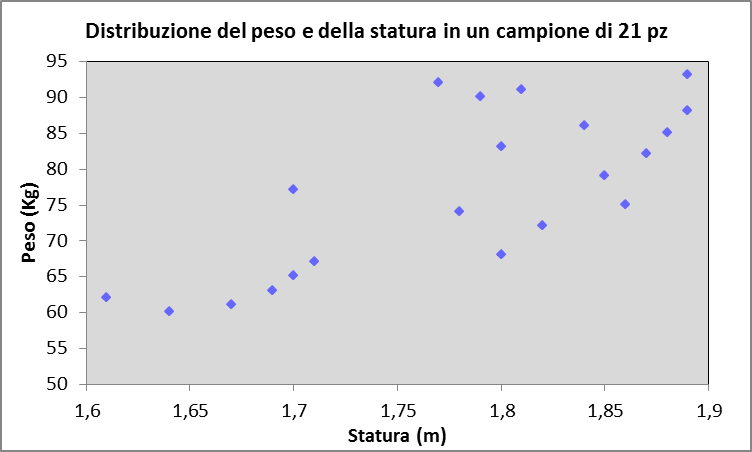 Distribuzione del peso e della statura in un campione di 21 pz
Peso (Kg)
95
90
85
80
75
70
65
60
55
50
1,6 1,65 1,7 1,75 1,8 1,85 1,9
Statura (m)